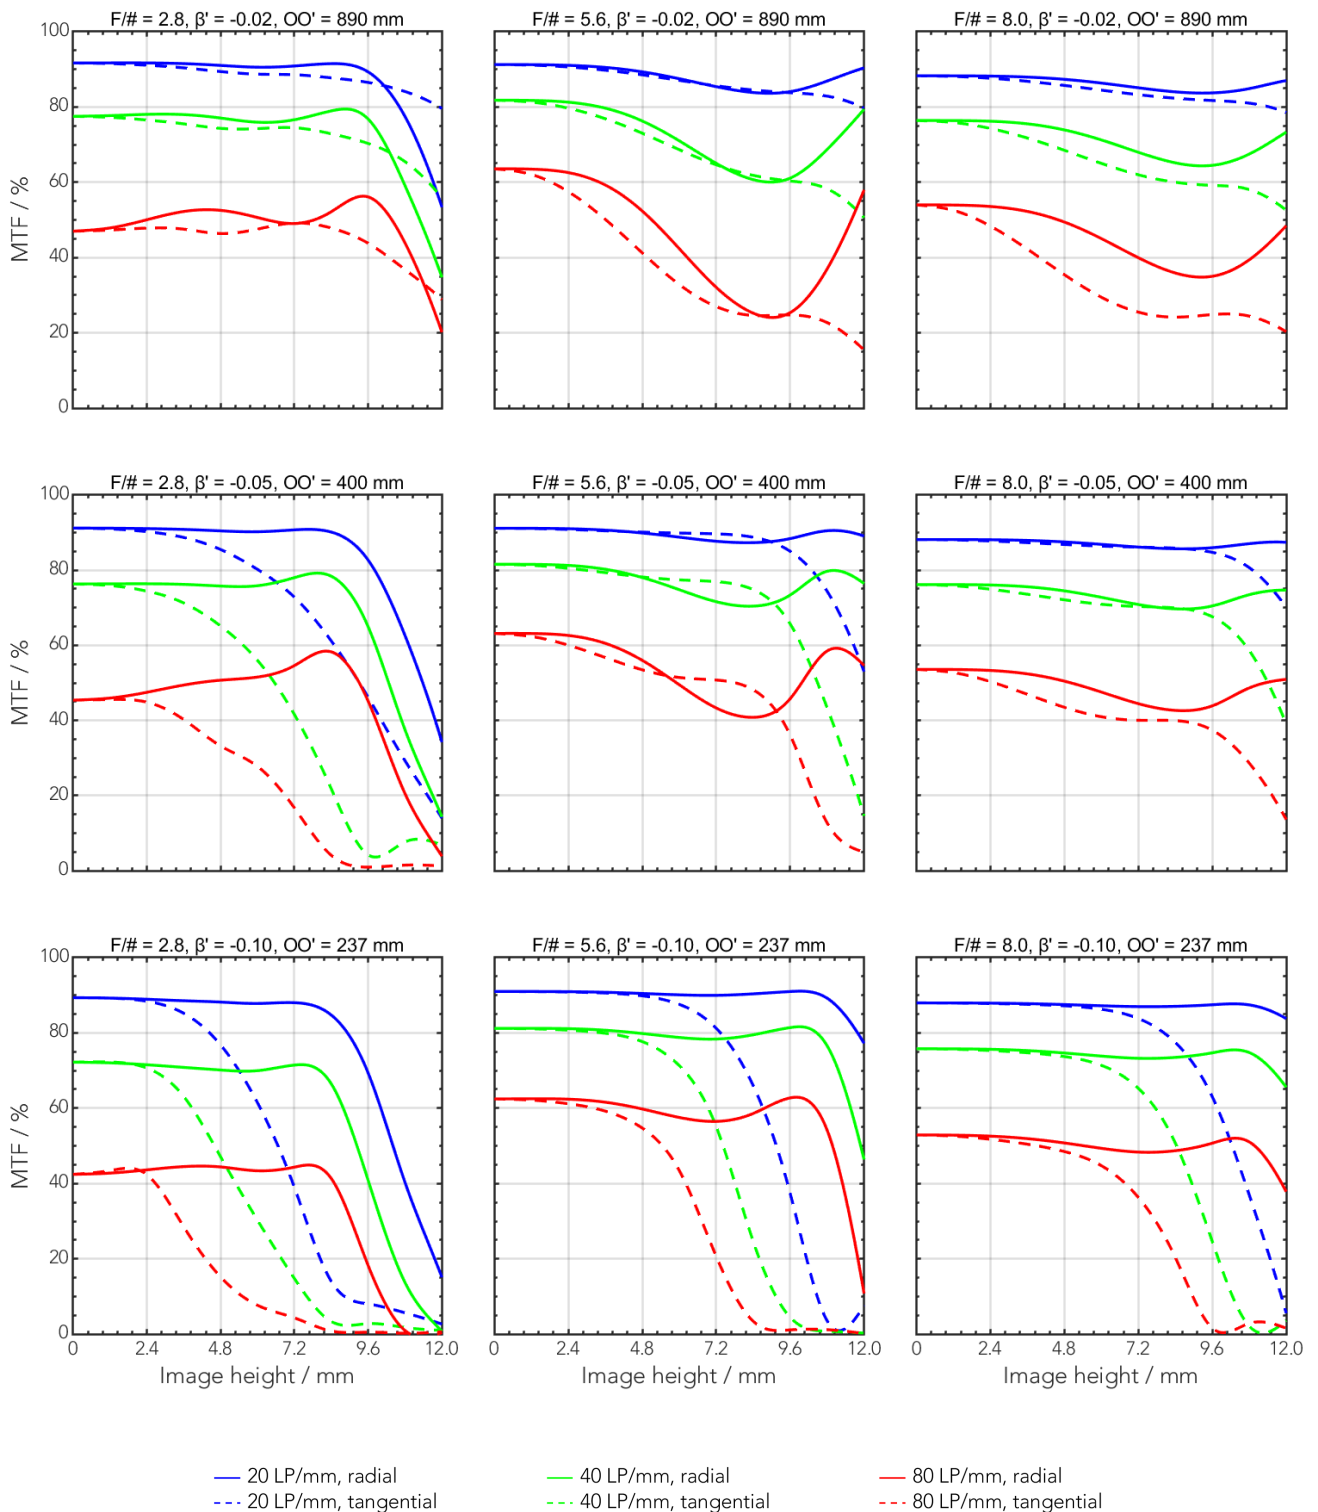 F/# = 2.8, β' = -0.02, OO' = 890 mm
F/# = 5.6, β' = -0.02, OO' = 890 mm
F/# = 8.0, β' = -0.02, OO' = 890 mm
100
80
60
40
20
0
MTF / %
F/# = 2.8, β' = -0.05, OO' = 400 mm
F/# = 5.6, β' = -0.05, OO' = 400 mm
F/# = 8.0, β' = -0.05, OO' = 400 mm
100
80
60
40
20
0
MTF / %
F/# = 2.8, β' = -0.10, OO' = 237 mm
F/# = 5.6, β' = -0.10, OO' = 237 mm
F/# = 8.0, β' = -0.10, OO' = 237 mm
100
80
60
40
20
0
MTF / %
0 2.4 4.8 7.2 9.6 12.0
0 2.4 4.8 7.2 9.6 12.0
0 2.4 4.8 7.2 9.6 12.0
Image height / mm
Image height / mm
Image height / mm
20 LP/mm, radial
40 LP/mm, radial
80 LP/mm, radial
20 LP/mm, tangential
40 LP/mm, tangential
80 LP/mm, tangential